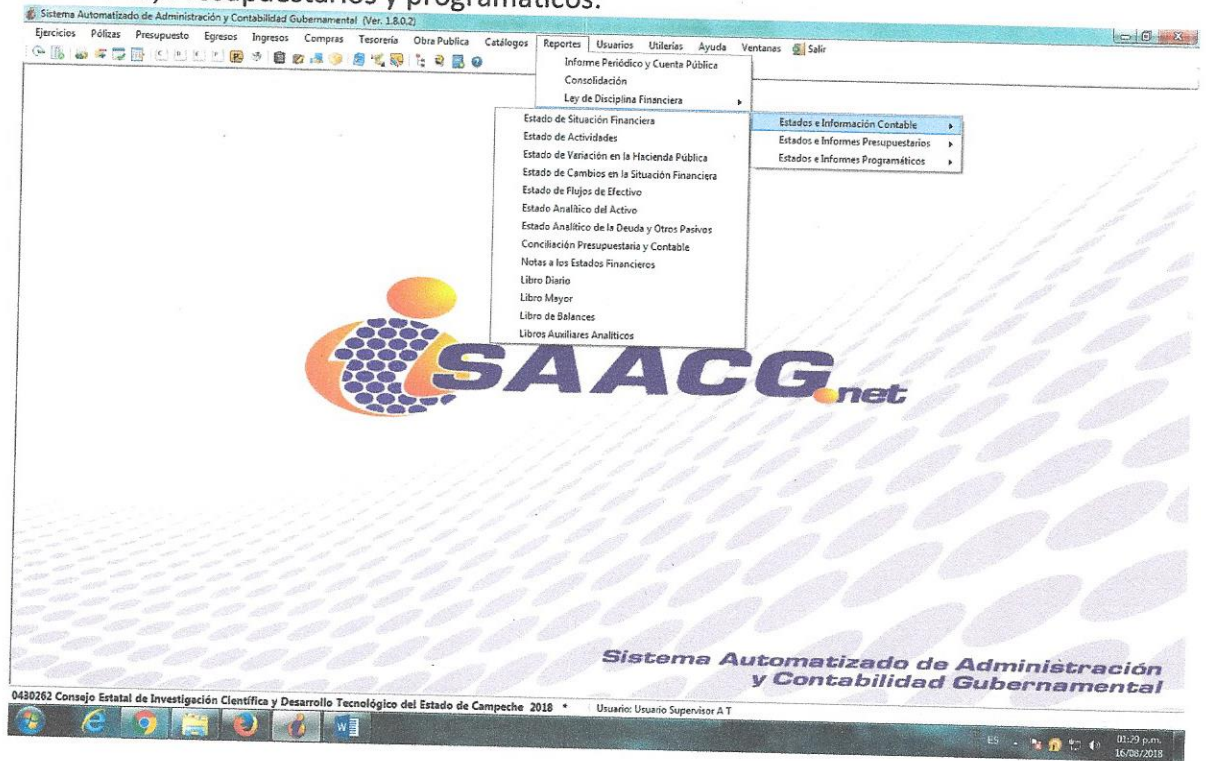 presupuestarios y programáticos.
Sistema Automatizado de Administración y Contabilidad Gubernamental (Ver. 1.8.0.2)
Ejercicios Pólizas Presupuesto Egresos Ingresos Compras Tesorería Obra Publica Catálogos Reportes Usuarios Utilerías Ayuda Ventanas Salir
Informe Periódico y Cuenta Pública
Consolidación
Ley de Disciplina Financiera
Estados e Información Contable
Estados e Informes Presupuestarios
Estados e Informes Programéticos
Estado de Situación Financiera
Estado de Actividades
Estado de Variación en la Hacienda Pública
Estado de Cambios en la Situación Financiera
Estado de Flujos de Efectivo
Estado Analítico del Activo
Estado Analítico de la Deuda y Otros Pasivos
Conciliación Presupuestaria y Contable
Notas a los Estados Financieros
Libro Diario
Libro Mayor
Libro de Balances
Libros Auxiliares Analíticos
iSAACG.net
Sistema Automatizado de Administración
y Contabilidad Gubernamental
0430262 Consejo Estatal de Investigación Científica y Desarrollo Tecnológico del Estado de Campeche 2018 * Usuario: Usuario Supervisor A T
ES
01:29 p.m.
16/08/2018